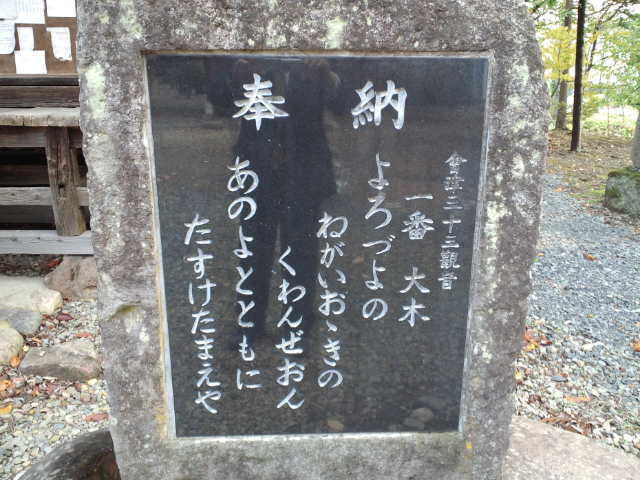 奉納
會津三十三觀音
一番 大木
よろづよの
ねがいおゝきの
くわんぜおん
あのよとともに
たすけたまえや